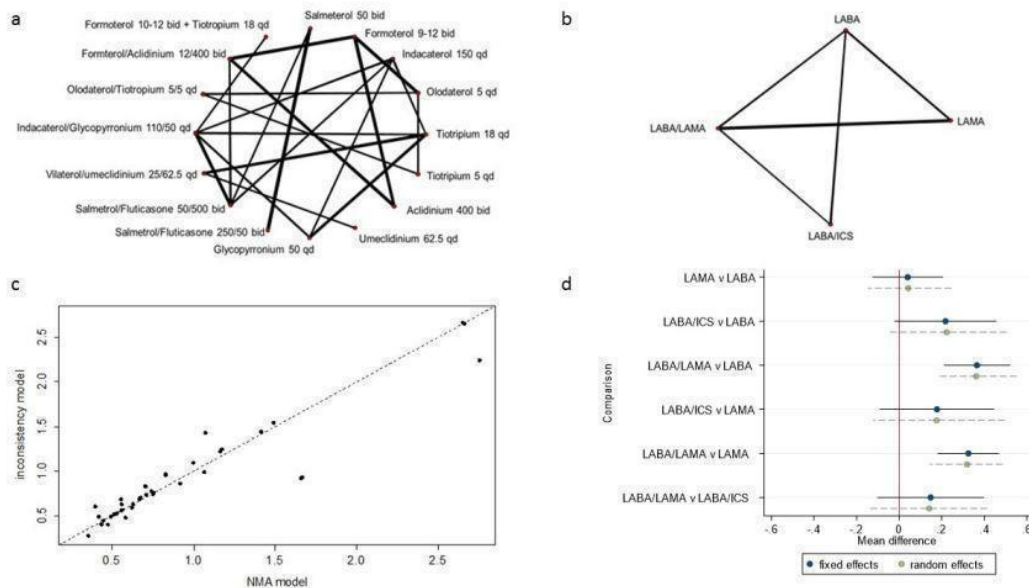 a
Formoterol 10-12 bid + Tiotropium 18 qd
Salmeterol 50 bid
Formoterol 9-12 bid
Formterol/Aclidinium 12/400 bid
Indacaterol 150 qd
Olodaterol/Tiotropium 5/5 qd
Olodaterol 5 qd
Indacaterol/Glycopyrronium 110/50 qd
Tiotripium 18 qd
Vilaterol/umeclidinium 25/62.5 qd
Tiotripium 5 qd
Salmetrol/Fluticasone 50/500 bid
Aclidinium 400 bid
Salmetrol/Fluticasone 250/50 bid
Umeclidinium 62.5 qd
Glycopyrronium 50 qd
b
LABA
LABA/LAMA
LAMA
LABA/ICS
c
inconsistency model
2.5
2.0
1.5
1.0
0.5
0.5 1.0 1.5 2.0 2.5
NMA model
d
Comparison
LAMA v LABA
LABA/ICS v LABA
LABA/LAMA v LABA
LABA/ICS v LAMA
LABA/LAMA v LAMA
LABA/LAMA v LABA/ICS
-.6 -.4 -.2 0 .2 .4 .6
Mean difference
fixed effects random effects